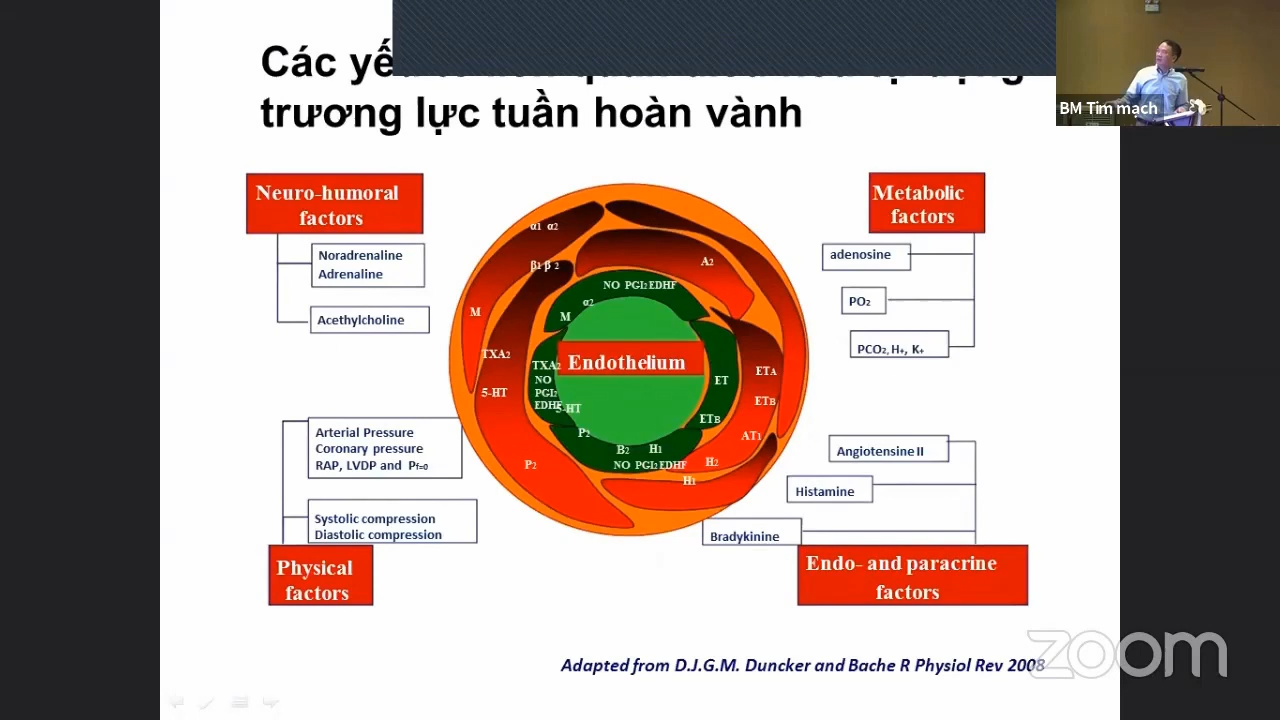 Các
trương lực tuần hoàn vành
BM Tim mạch
Neuro-humoral
factors
Noradrenaline
Adrenaline
Acethylcholine
Metabolic
factors
adenosine
PO2
PCO2, H+, K+
α1 α2
β1 β 2
M
TXA2
5-HT
P2
A2
NO PGI2 EDHF
α2
M
TXA2
NO
PGI2
EDHF
5-HT
P2
Endothelium
ET
ETB
ETA
ETB
AT1
B2 H1
NO PGI2 EDHF
H2
H1
Arterial Pressure
Coronary pressure
RAP, LVDP and Pf=0
Systolic compression
Diastolic compression
Physical
factors
Angiotensine II
Histamine
Bradykinine
Endo- and paracrine
factors
Adapted from D.J.G.M. Duncker and Bache R Physiol Rev 2008
zoom